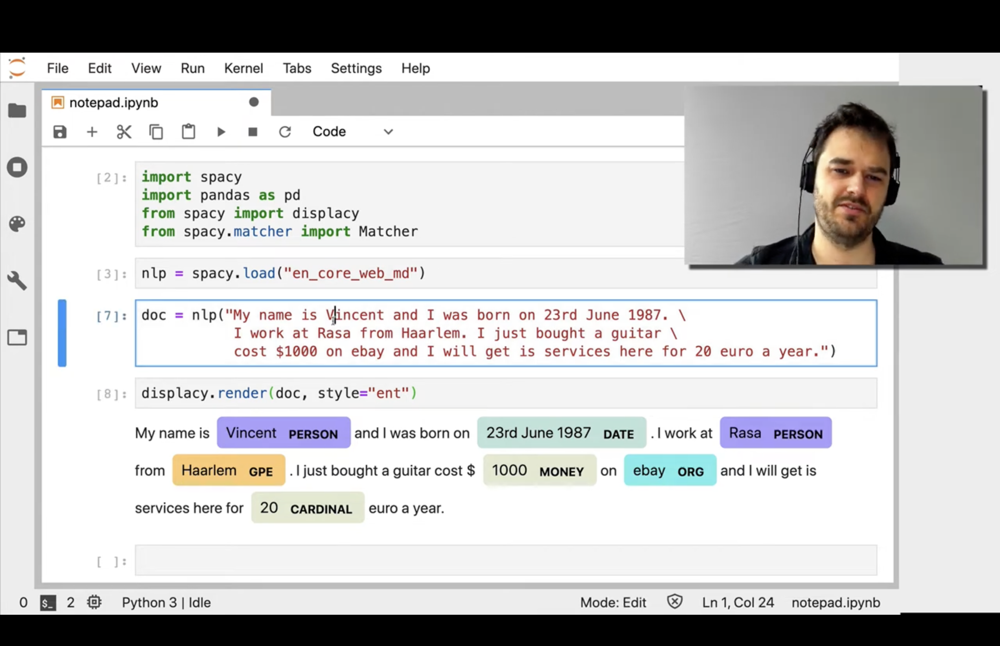 File Edit View Run Kernel Tabs Settings Help
notepad.ipynb
Code
[2]: import spacy
import pandas as pd
from spacy import displacy
from spacy.matcher import Matcher
[3]: nlp = spacy.load("en_core_web_md")
[7]: doc = nlp("My name is Vincent and I was born on 23rd June 1987. \
I work at Rasa from Haarlem. I just bought a guitar \
cost $1000 on ebay and I will get is services here for 20 euro a year.")
[8]: displacy.render(doc, style="ent")
My name is Vincent PERSON and I was born on 23rd June 1987 DATE . I work at Rasa PERSON
from Haarlem GPE . I just bought a guitar cost $ 1000 MONEY on ebay ORG and I will get is
services here for 20 CARDINAL euro a year.
[ ]:
0 $_ 2 Python 3 | Idle Mode: Edit Ln 1, Col 24 notepad.ipynb